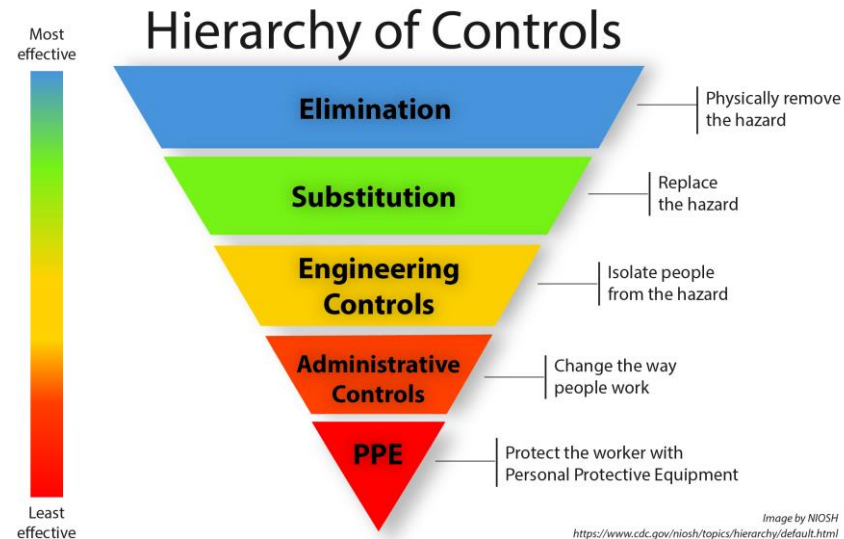 Hierarchy of Controls
Most
effective
Elimination
Physically remove
the hazard
Substitution
Replace
the hazard
Engineering
Controls
Isolate people
from the hazard
Administrative
Controls
Change the way
people work
PPE
Protect the worker with
Personal Protective Equipment
Least
effective
Image by NIOSH
https://www.cdc.gov/niosh/topics/hierarchy/default.html